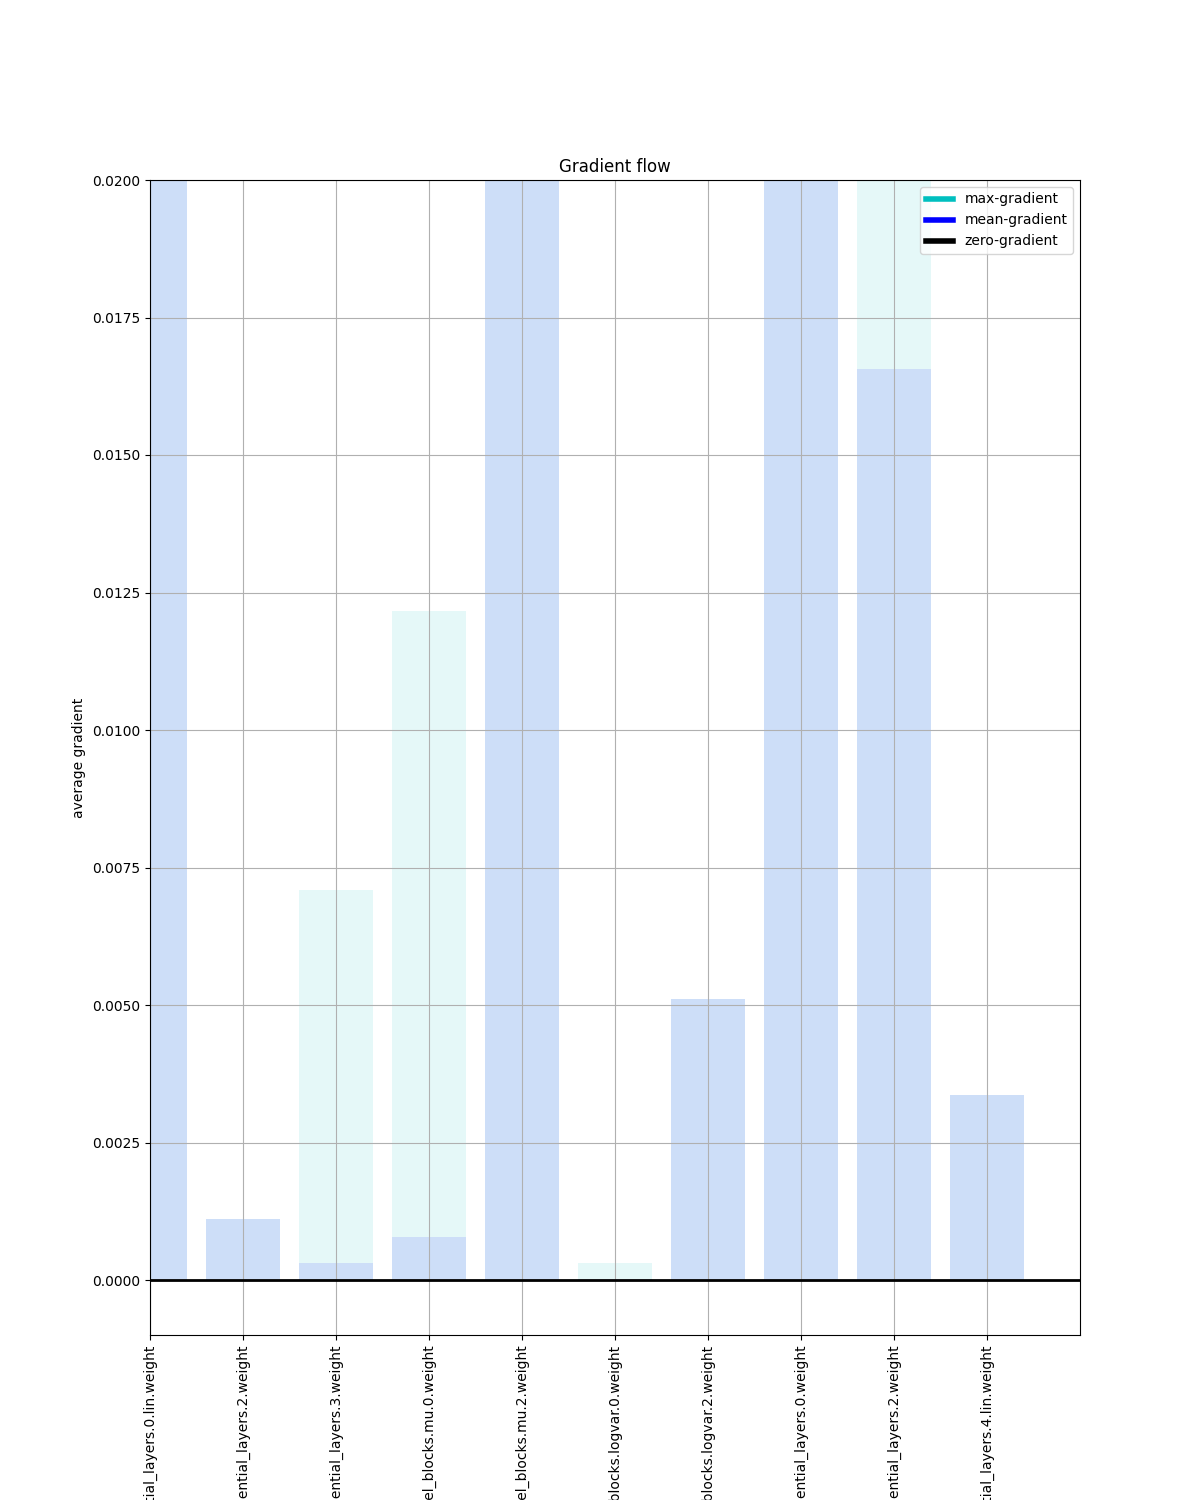 Gradient flow
max-gradient
mean-gradient
zero-gradient
average gradient
0.0200
0.0175
0.0150
0.0125
0.0100
0.0075
0.0050
0.0025
0.0000
tial_layers.0.lin.weight
ential_layers.2.weight
ential_layers.3.weight
el_blocks.mu.0.weight
el_blocks.mu.2.weight
blocks.logvar.0.weight
blocks.logvar.2.weight
ential_layers.0.weight
ential_layers.2.weight
tial_layers.4.lin.weight